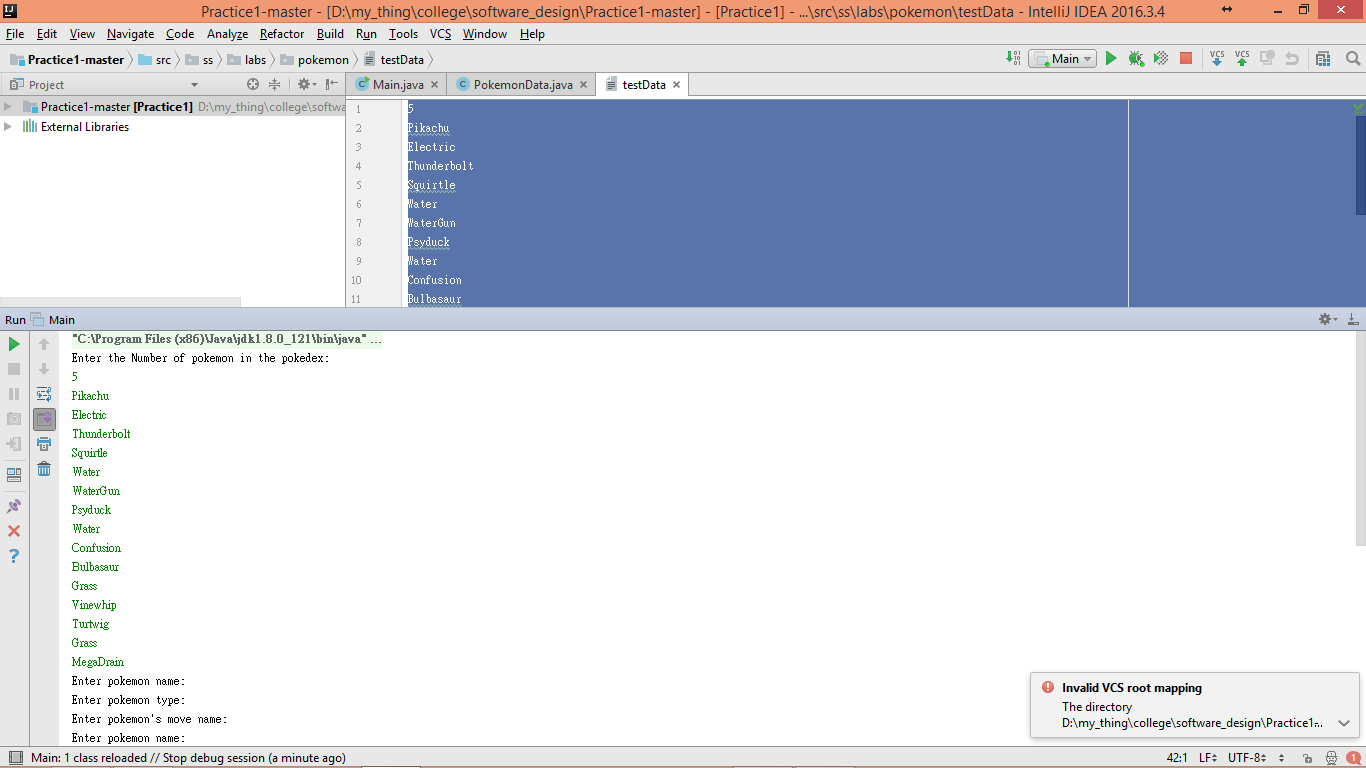 Practice1-master - [D:\my_thing\college\software_design\Practice1-master] - [Practice1] - ...\src\ss\labs\pokemon\testData - IntelliJ IDEA 2016.3.4
File Edit View Navigate Code Analyze Refactor Build Run Tools VCS Window Help
Practice1-master src ss labs pokemon testData Main VCS VCS
Project Main.java PokemonData.java testData
Practice1-master [Practice1] D:\my_thing\college\softwa
External Libraries
1 5
2 Pikachu
3 Electric
4 Thunderbolt
5 Squirtle
6 Water
7 WaterGun
8 Psyduck
9 Water
10 Confusion
11 Bulbasaur
Run Main
"C:\Program Files (x86)\Java\jdk1.8.0_121\bin\java" ...
Enter the Number of pokemon in the pokedex:
5
Pikachu
Electric
Thunderbolt
Squirtle
Water
WaterGun
Psyduck
Water
Confusion
Bulbasaur
Grass
Vinewhip
Turtwig
Grass
MegaDrain
Enter pokemon name:
Enter pokemon type:
Enter pokemon's move name:
Enter pokemon name:
Invalid VCS root mapping
The directory
D:\my_thing\college\software_design\Practice1-...
Main: 1 class reloaded // Stop debug session (a minute ago) 42:1 LF UTF-8 1